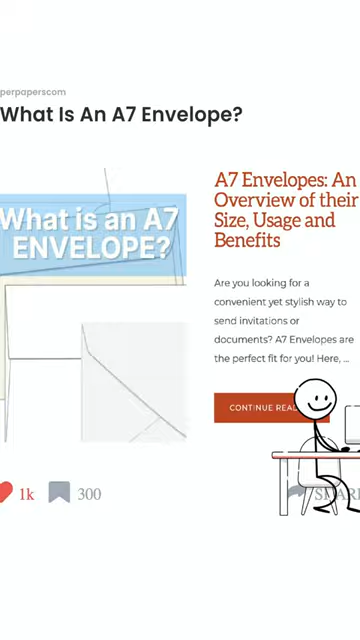 perpaperscom
What Is An A7 Envelope?
What is an A7
ENVELOPE?
A7 Envelopes: An
Overview of their
Size, Usage and
Benefits
Are you looking for a
convenient yet stylish way to
send invitations or
documents? A7 Envelopes are
the perfect fit for you! Here, ...
CONTINUE READ
1k
300
SHARE